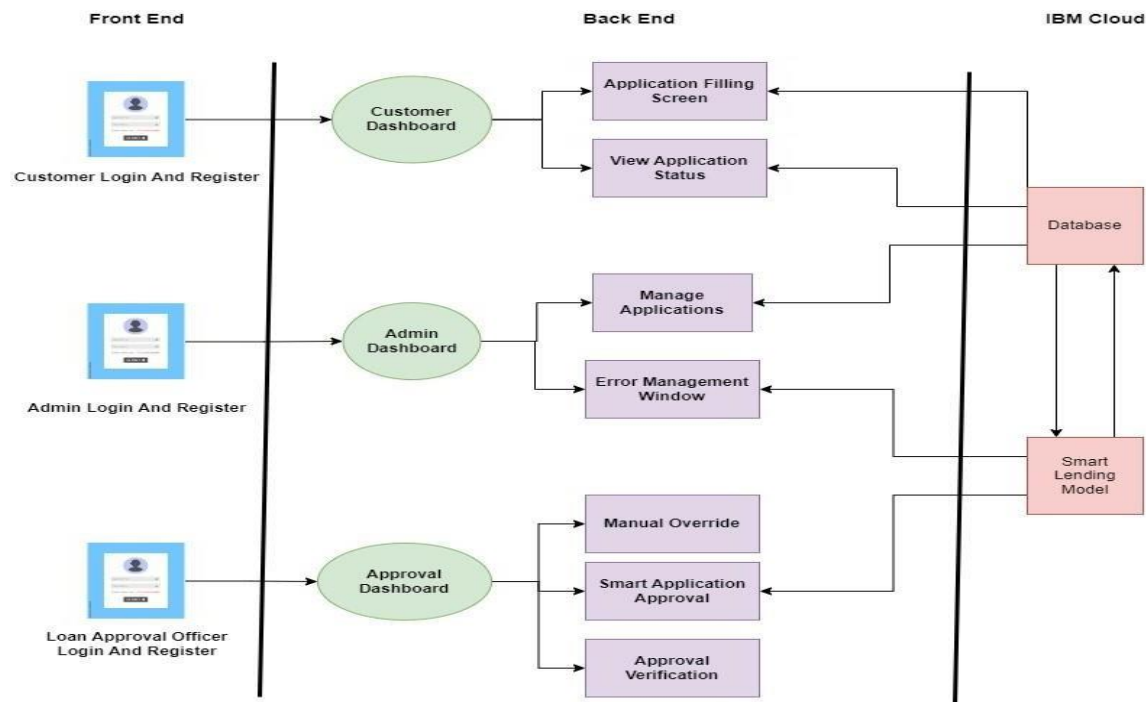 Front End
Back End
IBM Cloud
Customer Login And Register
Customer
Dashboard
Application Filling
Screen
View Application
Status
Database
Admin Login And Register
Admin
Dashboard
Manage
Applications
Error Management
Window
Smart
Lending
Model
Loan Approval Officer
Login And Register
Approval
Dashboard
Manual Override
Smart Application
Approval
Approval
Verification